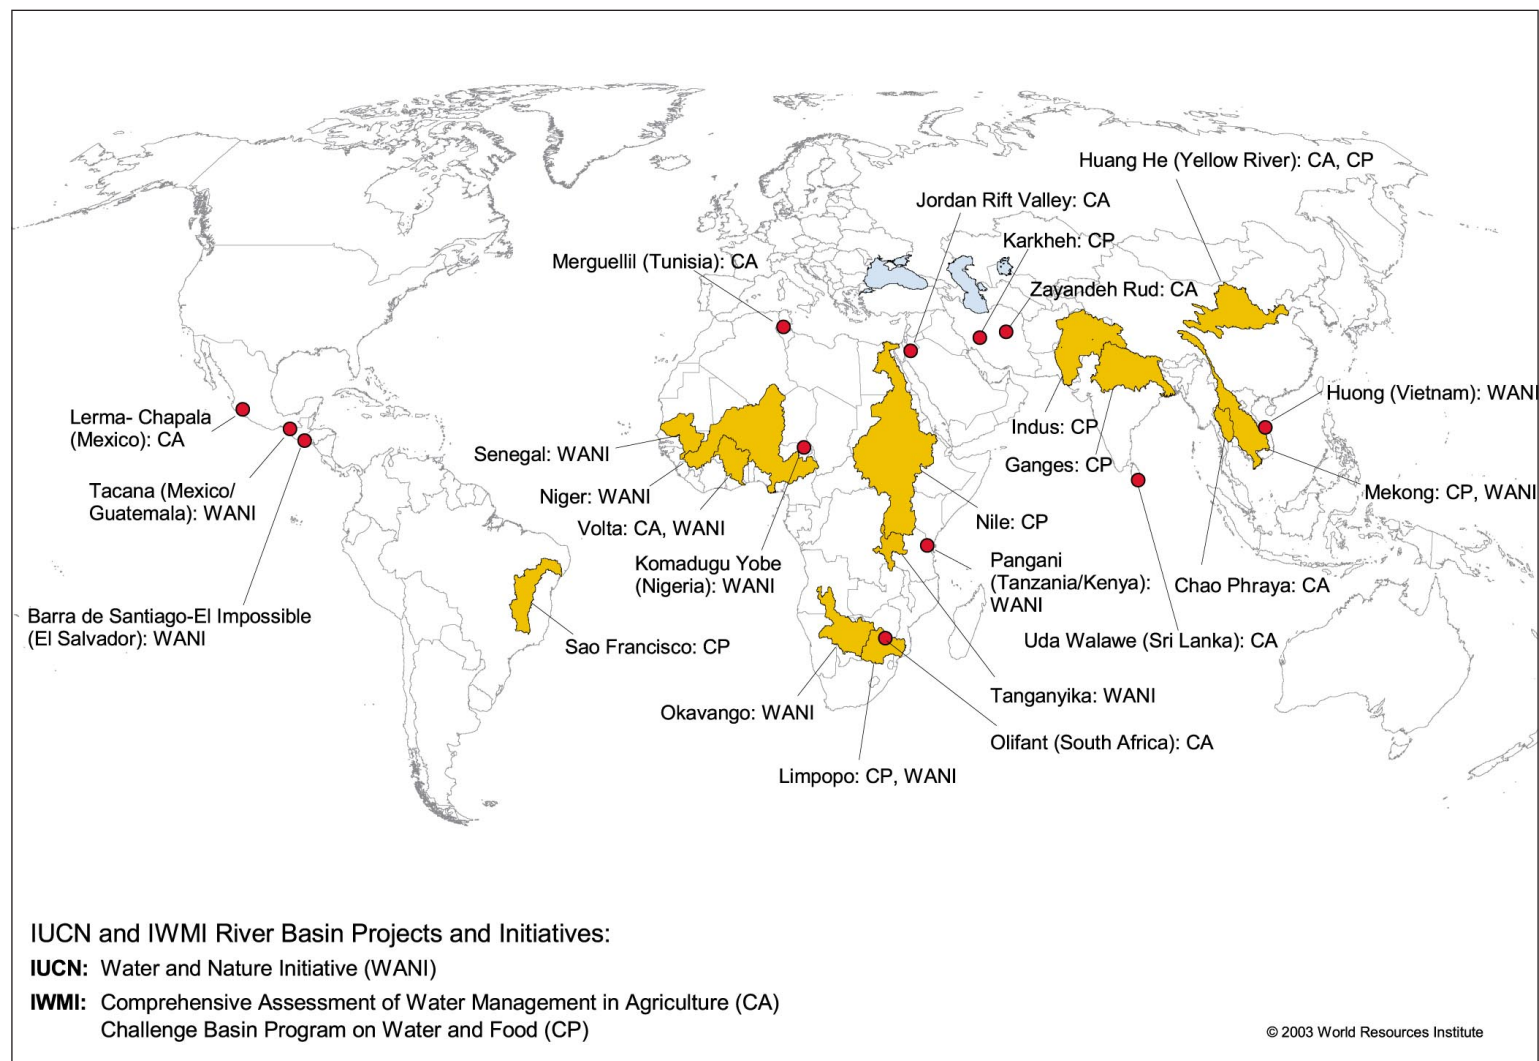 Huang He (Yellow River): CA, CP
Jordan Rift Valley: CA
Karkheh: CP
Merguellil (Tunisia): CA
Zayandeh Rud: CA
Lerma- Chapala
(Mexico): CA
Huong (Vietnam): WANI
Indus: CP
Senegal: WANI
Ganges: CP
Tacana (Mexico/
Guatemala): WANI
Niger: WANI
Mekong: CP, WANI
Volta: CA, WANI
Nile: CP
Komadugu Yobe
(Nigeria): WANI
Pangani
(Tanzania/Kenya):
WANI
Chao Phraya: CA
Barra de Santiago-El Impossible
(El Salvador): WANI
Sao Francisco: CP
Uda Walawe (Sri Lanka): CA
Tanganyika: WANI
Okavango: WANI
Olifant (South Africa): CA
Limpopo: CP, WANI
IUCN and IWMI River Basin Projects and Initiatives:
IUCN: Water and Nature Initiative (WANI)
IWMI: Comprehensive Assessment of Water Management in Agriculture (CA)
Challenge Basin Program on Water and Food (CP)
© 2003 World Resources Institute